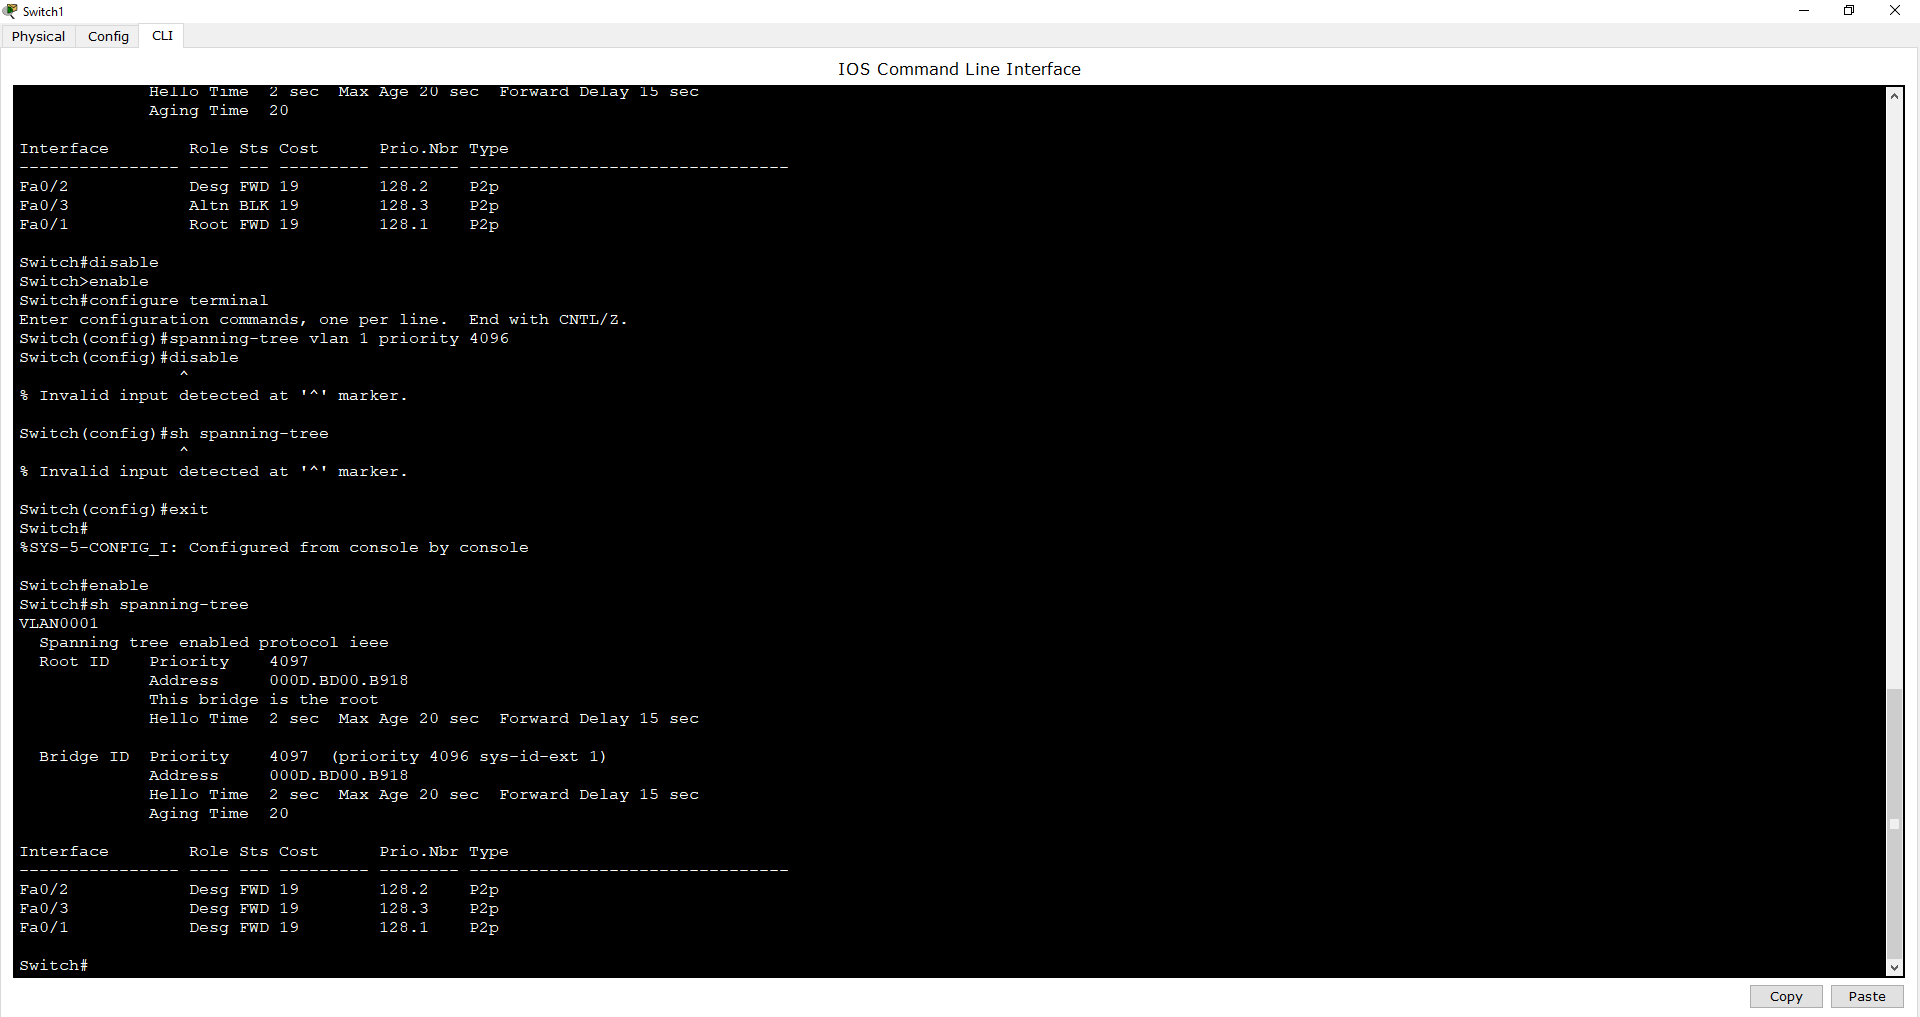 Switch1
Physical Config CLI
IOS Command Line Interface
             Hello Time  2 sec  Max Age 20 sec  Forward Delay 15 sec
             Aging Time  20

Interface        Role Sts Cost      Prio.Nbr Type
---------------- ---- --- --------- -------- --------------------------------
Fa0/2            Desg FWD 19        128.2    P2p
Fa0/3            Altn BLK 19        128.3    P2p
Fa0/1            Root FWD 19        128.1    P2p

Switch#disable
Switch>enable
Switch#configure terminal
Enter configuration commands, one per line.  End with CNTL/Z.
Switch(config)#spanning-tree vlan 1 priority 4096
Switch(config)#disable
                ^
% Invalid input detected at '^' marker.

Switch(config)#sh spanning-tree
                ^
% Invalid input detected at '^' marker.

Switch(config)#exit
Switch#
%SYS-5-CONFIG_I: Configured from console by console

Switch#enable
Switch#sh spanning-tree
VLAN0001
  Spanning tree enabled protocol ieee
  Root ID    Priority    4097
             Address     000D.BD00.B918
             This bridge is the root
             Hello Time  2 sec  Max Age 20 sec  Forward Delay 15 sec

  Bridge ID  Priority    4097  (priority 4096 sys-id-ext 1)
             Address     000D.BD00.B918
             Hello Time  2 sec  Max Age 20 sec  Forward Delay 15 sec
             Aging Time  20

Interface        Role Sts Cost      Prio.Nbr Type
---------------- ---- --- --------- -------- --------------------------------
Fa0/2            Desg FWD 19        128.2    P2p
Fa0/3            Desg FWD 19        128.3    P2p
Fa0/1            Desg FWD 19        128.1    P2p

Switch#
Copy Paste